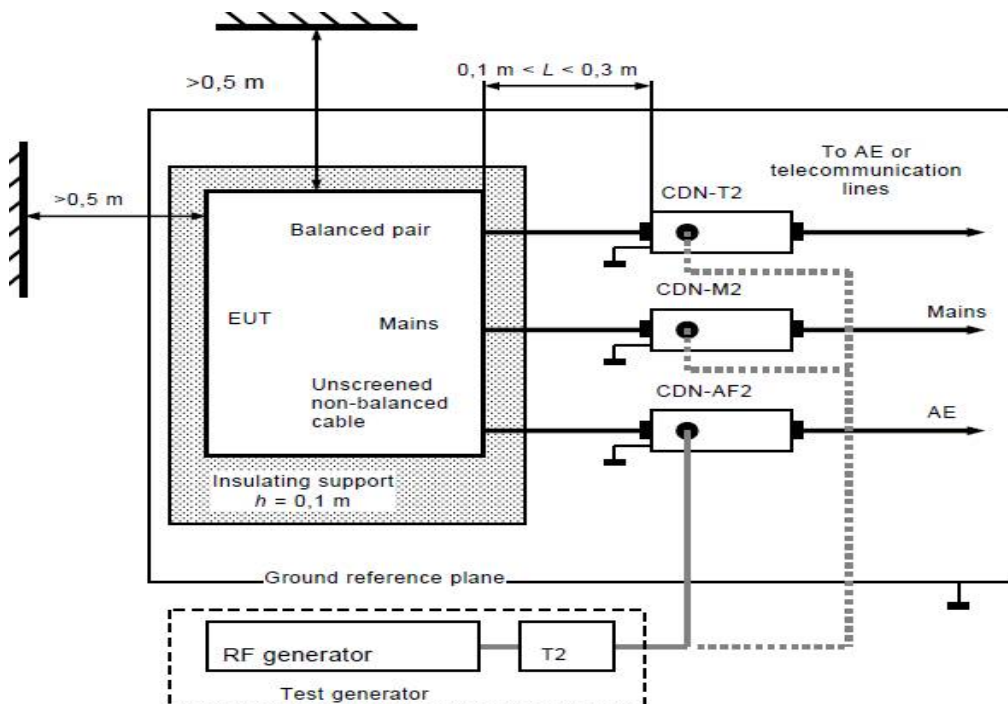 >0,5 m
0,1 m < L < 0,3 m
>0,5 m
To AE or
telecommunication
lines
CDN-T2
Balanced pair
CDN-M2
EUT
Mains
Mains
Unscreened
non-balanced
cable
CDN-AF2
AE
Insulating support
h = 0,1 m
Ground reference plane
RF generator
T2
Test generator